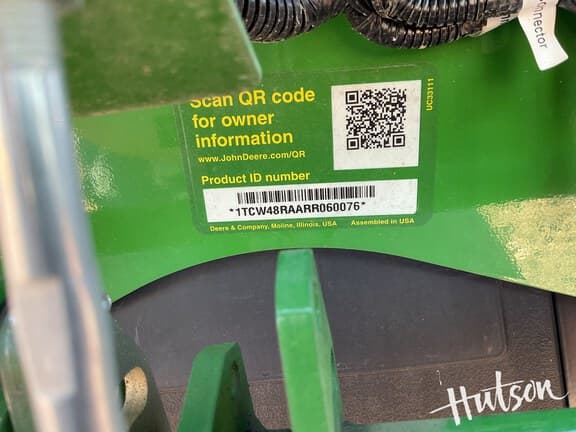 onnector
Scan QR code
for owner
information
www.JohnDeere.com/QR
UC33111
Product ID number
*1TCW48RAARR060076*
Deere & Company, Moline, Illinois, USA Assembled in USA
Hutson